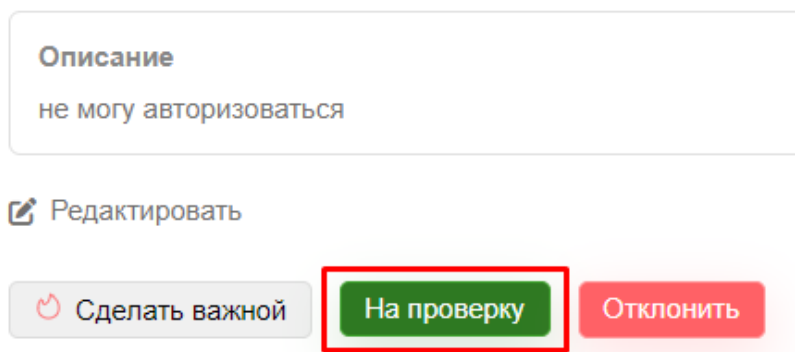 Описание
не могу авторизоваться
Редактировать
Сделать важной На проверку Отклонить